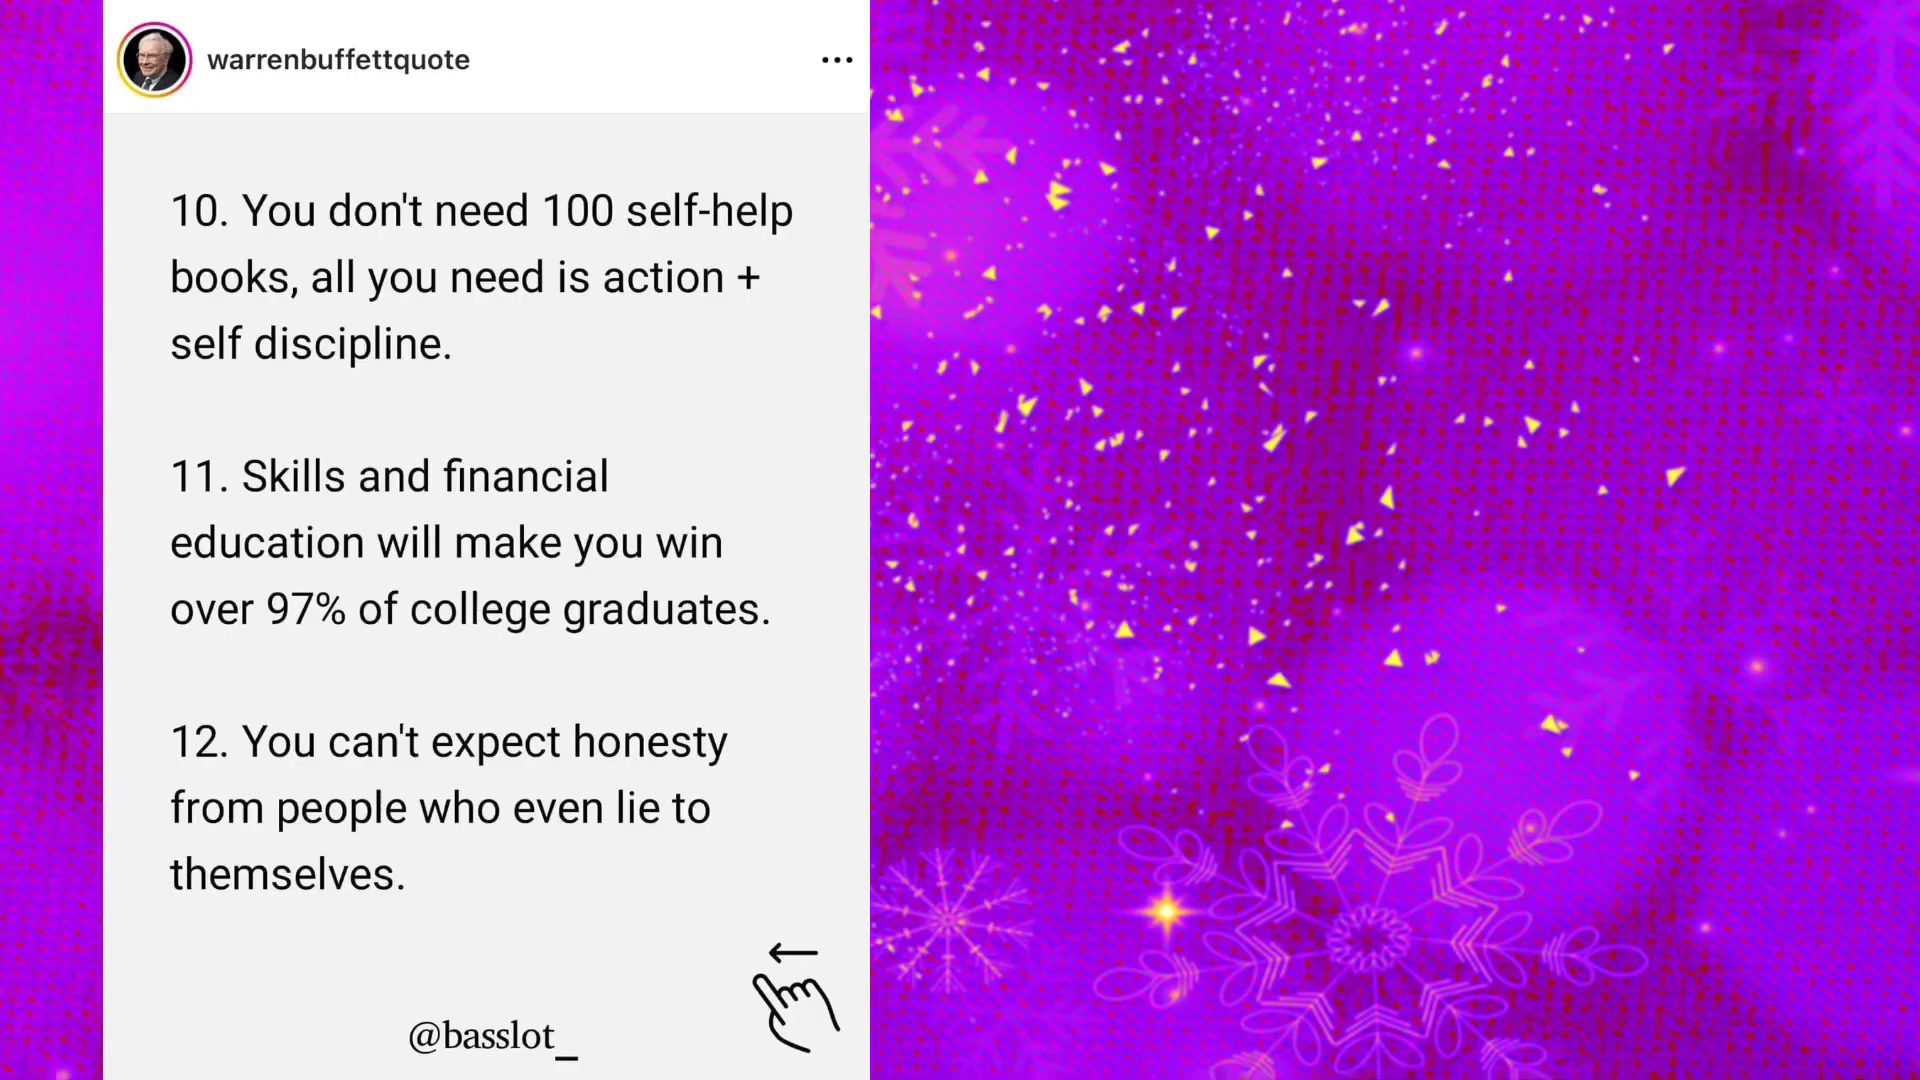 warrenbuffettquote
10. You don't need 100 self-help
books, all you need is action +
self discipline.
11. Skills and financial
education will make you win
over 97% of college graduates.
12. You can't expect honesty
from people who even lie to
themselves.
@basslot_